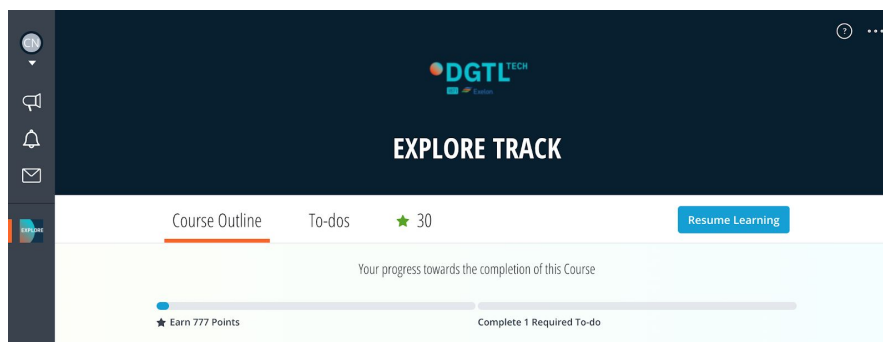 CN
DGTL TECH
Exeton
EXPLORE TRACK
Course Outline
To-dos
30
Resume Learning
EXPLORE
Your progress towards the completion of this Course
Earn 777 Points
Complete 1 Required To-do